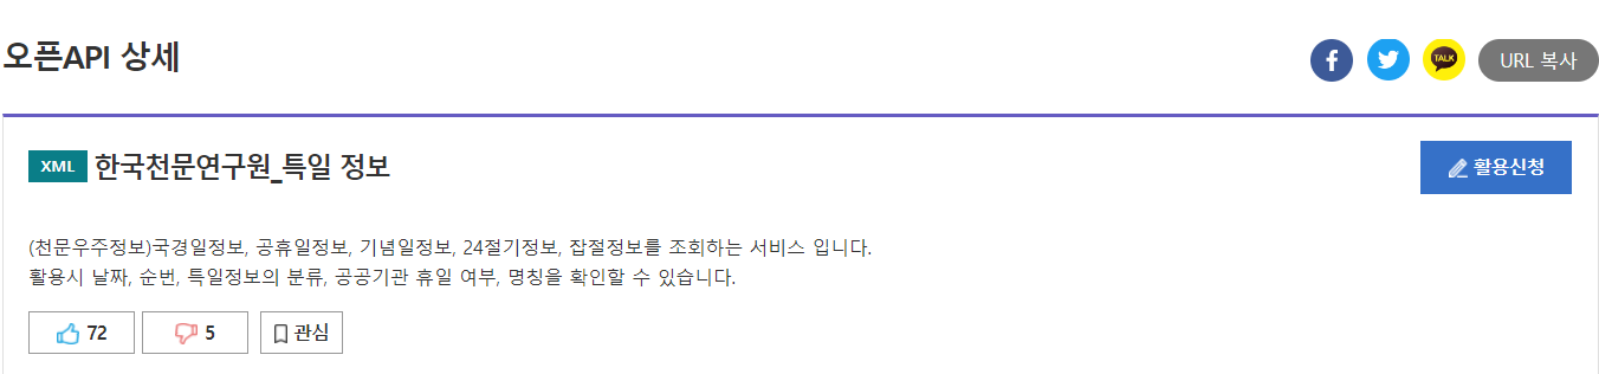 오픈API 상세
TALK
URL 복사
XML 한국천문연구원_특일 정보
활용신청
(천문우주정보)국경일정보, 공휴일정보, 기념일정보, 24절기정보, 잡절정보를 조회하는 서비스 입니다.
활용시 날짜, 순번, 특일정보의 분류, 공공기관 휴일 여부, 명칭을 확인할 수 있습니다.
72 5 관심